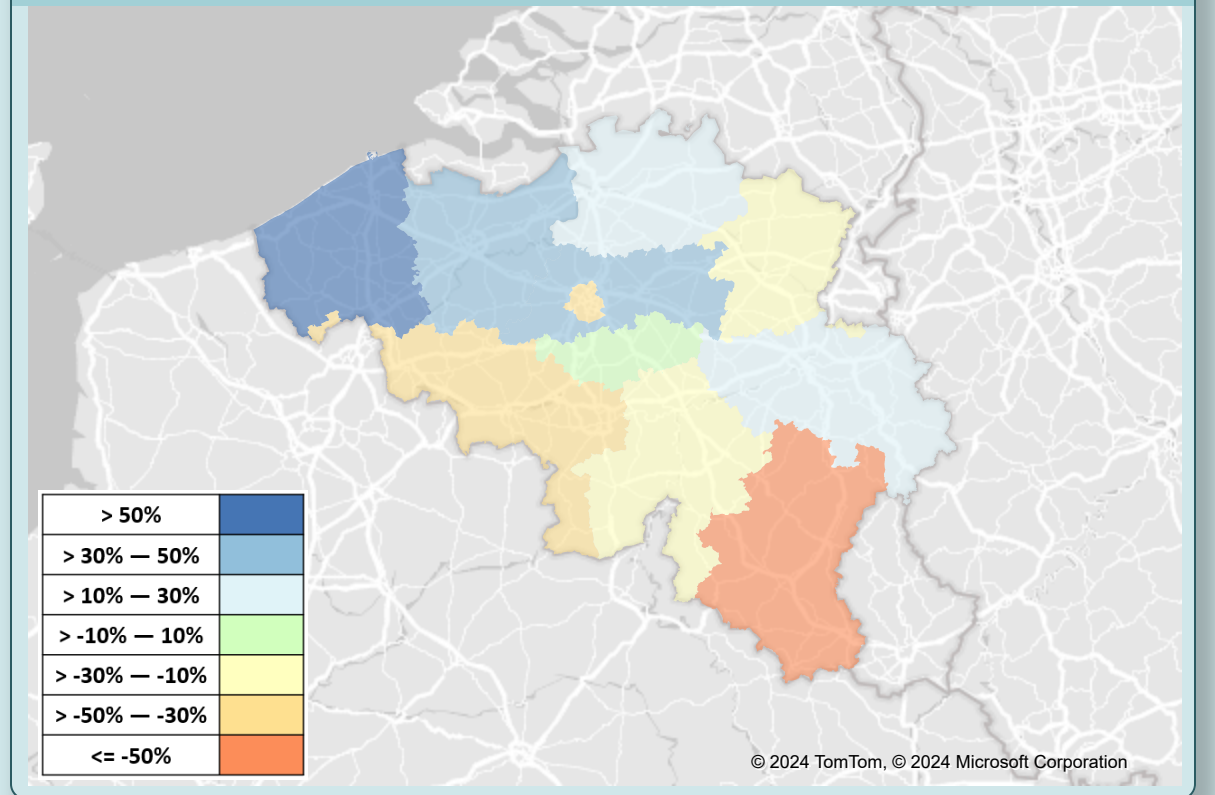 > 50%
> 30% — 50%
> 10% — 30%
> -10% — 10%
> -30% — -10%
> -50% — -30%
<= -50%
© 2024 TomTom, © 2024 Microsoft Corporation